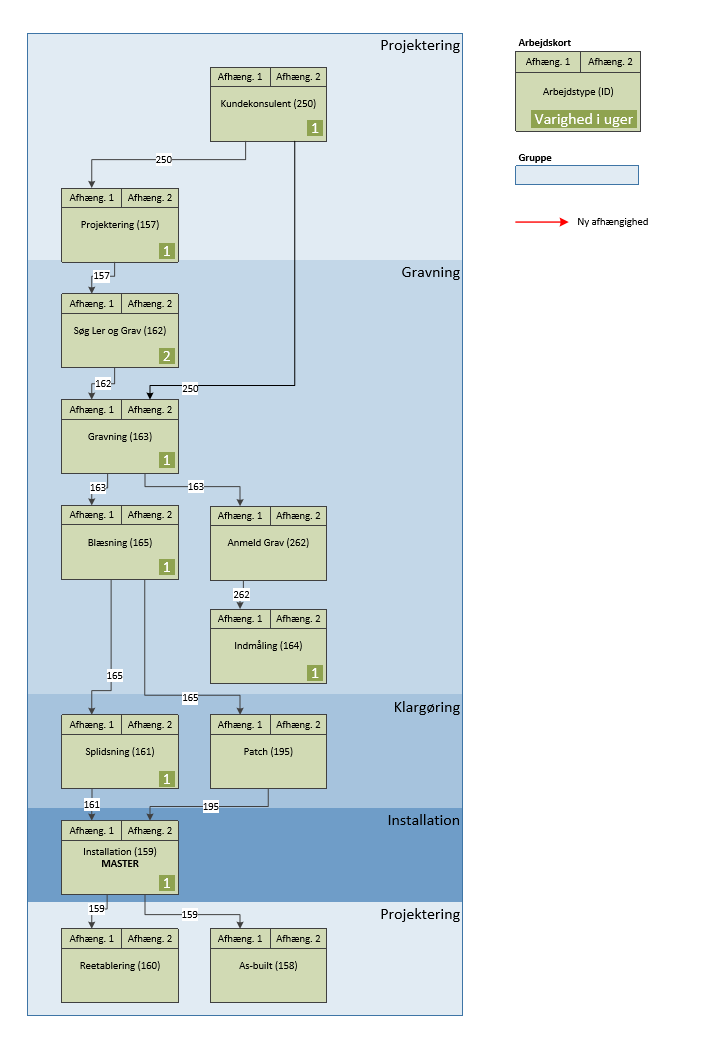 Projektering
Afhæng. 1 Afhæng. 2
Kundekonsulent (250)
1
250
Afhæng. 1 Afhæng. 2
Projektering (157)
1
Gravning
157
Afhæng. 1 Afhæng. 2
Søg Ler og Grav (162)
2
162
250
Afhæng. 1 Afhæng. 2
Gravning (163)
1
163
163
Afhæng. 1 Afhæng. 2
Blæsning (165)
1
Afhæng. 1 Afhæng. 2
Anmeld Grav (262)
262
Afhæng. 1 Afhæng. 2
Indmåling (164)
1
165
165
Klargøring
Afhæng. 1 Afhæng. 2
Splidsning (161)
1
Afhæng. 1 Afhæng. 2
Patch (195)
161
195
Installation
Afhæng. 1 Afhæng. 2
Installation (159)
MASTER
1
159
159
Projektering
Afhæng. 1 Afhæng. 2
Reetablering (160)
Afhæng. 1 Afhæng. 2
As-built (158)
Arbejdskort
Afhæng. 1 Afhæng. 2
Arbejdstype (ID)
Varighed i uger
Gruppe
Ny afhængighed